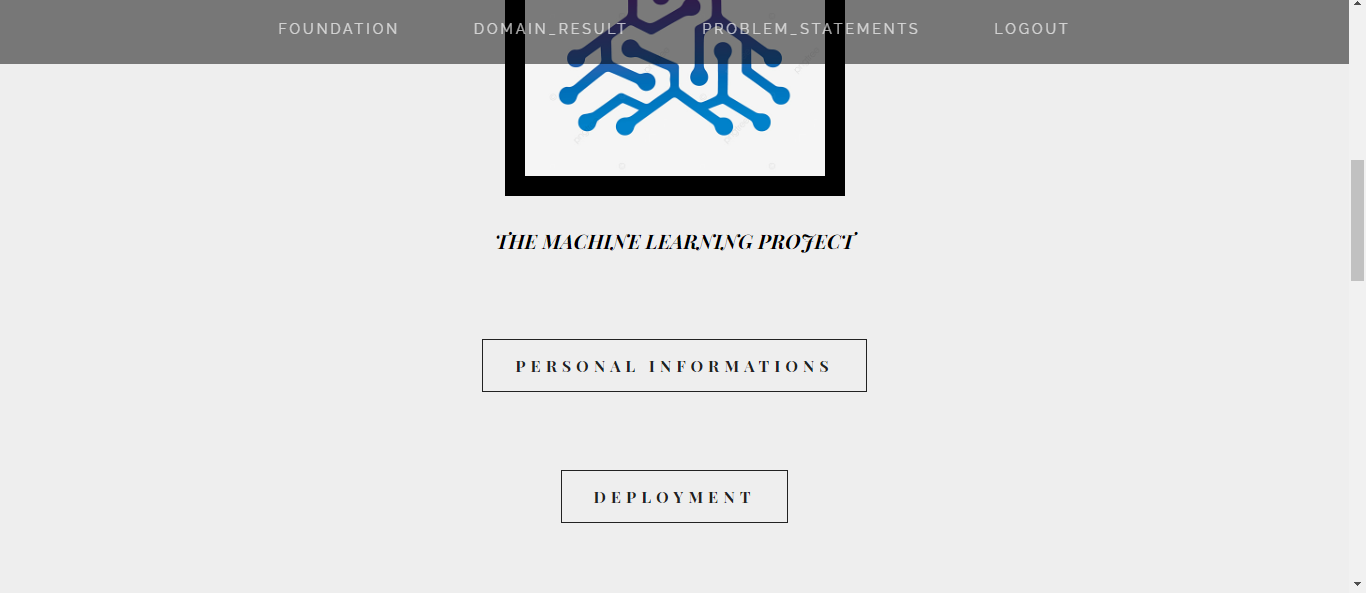 FOUNDATION DOMAIN_RESULT PROBLEM_STATEMENTS LOGOUT
THE MACHINE LEARNING PROJECT
PERSONAL INFORMATIONS
DEPLOYMENT